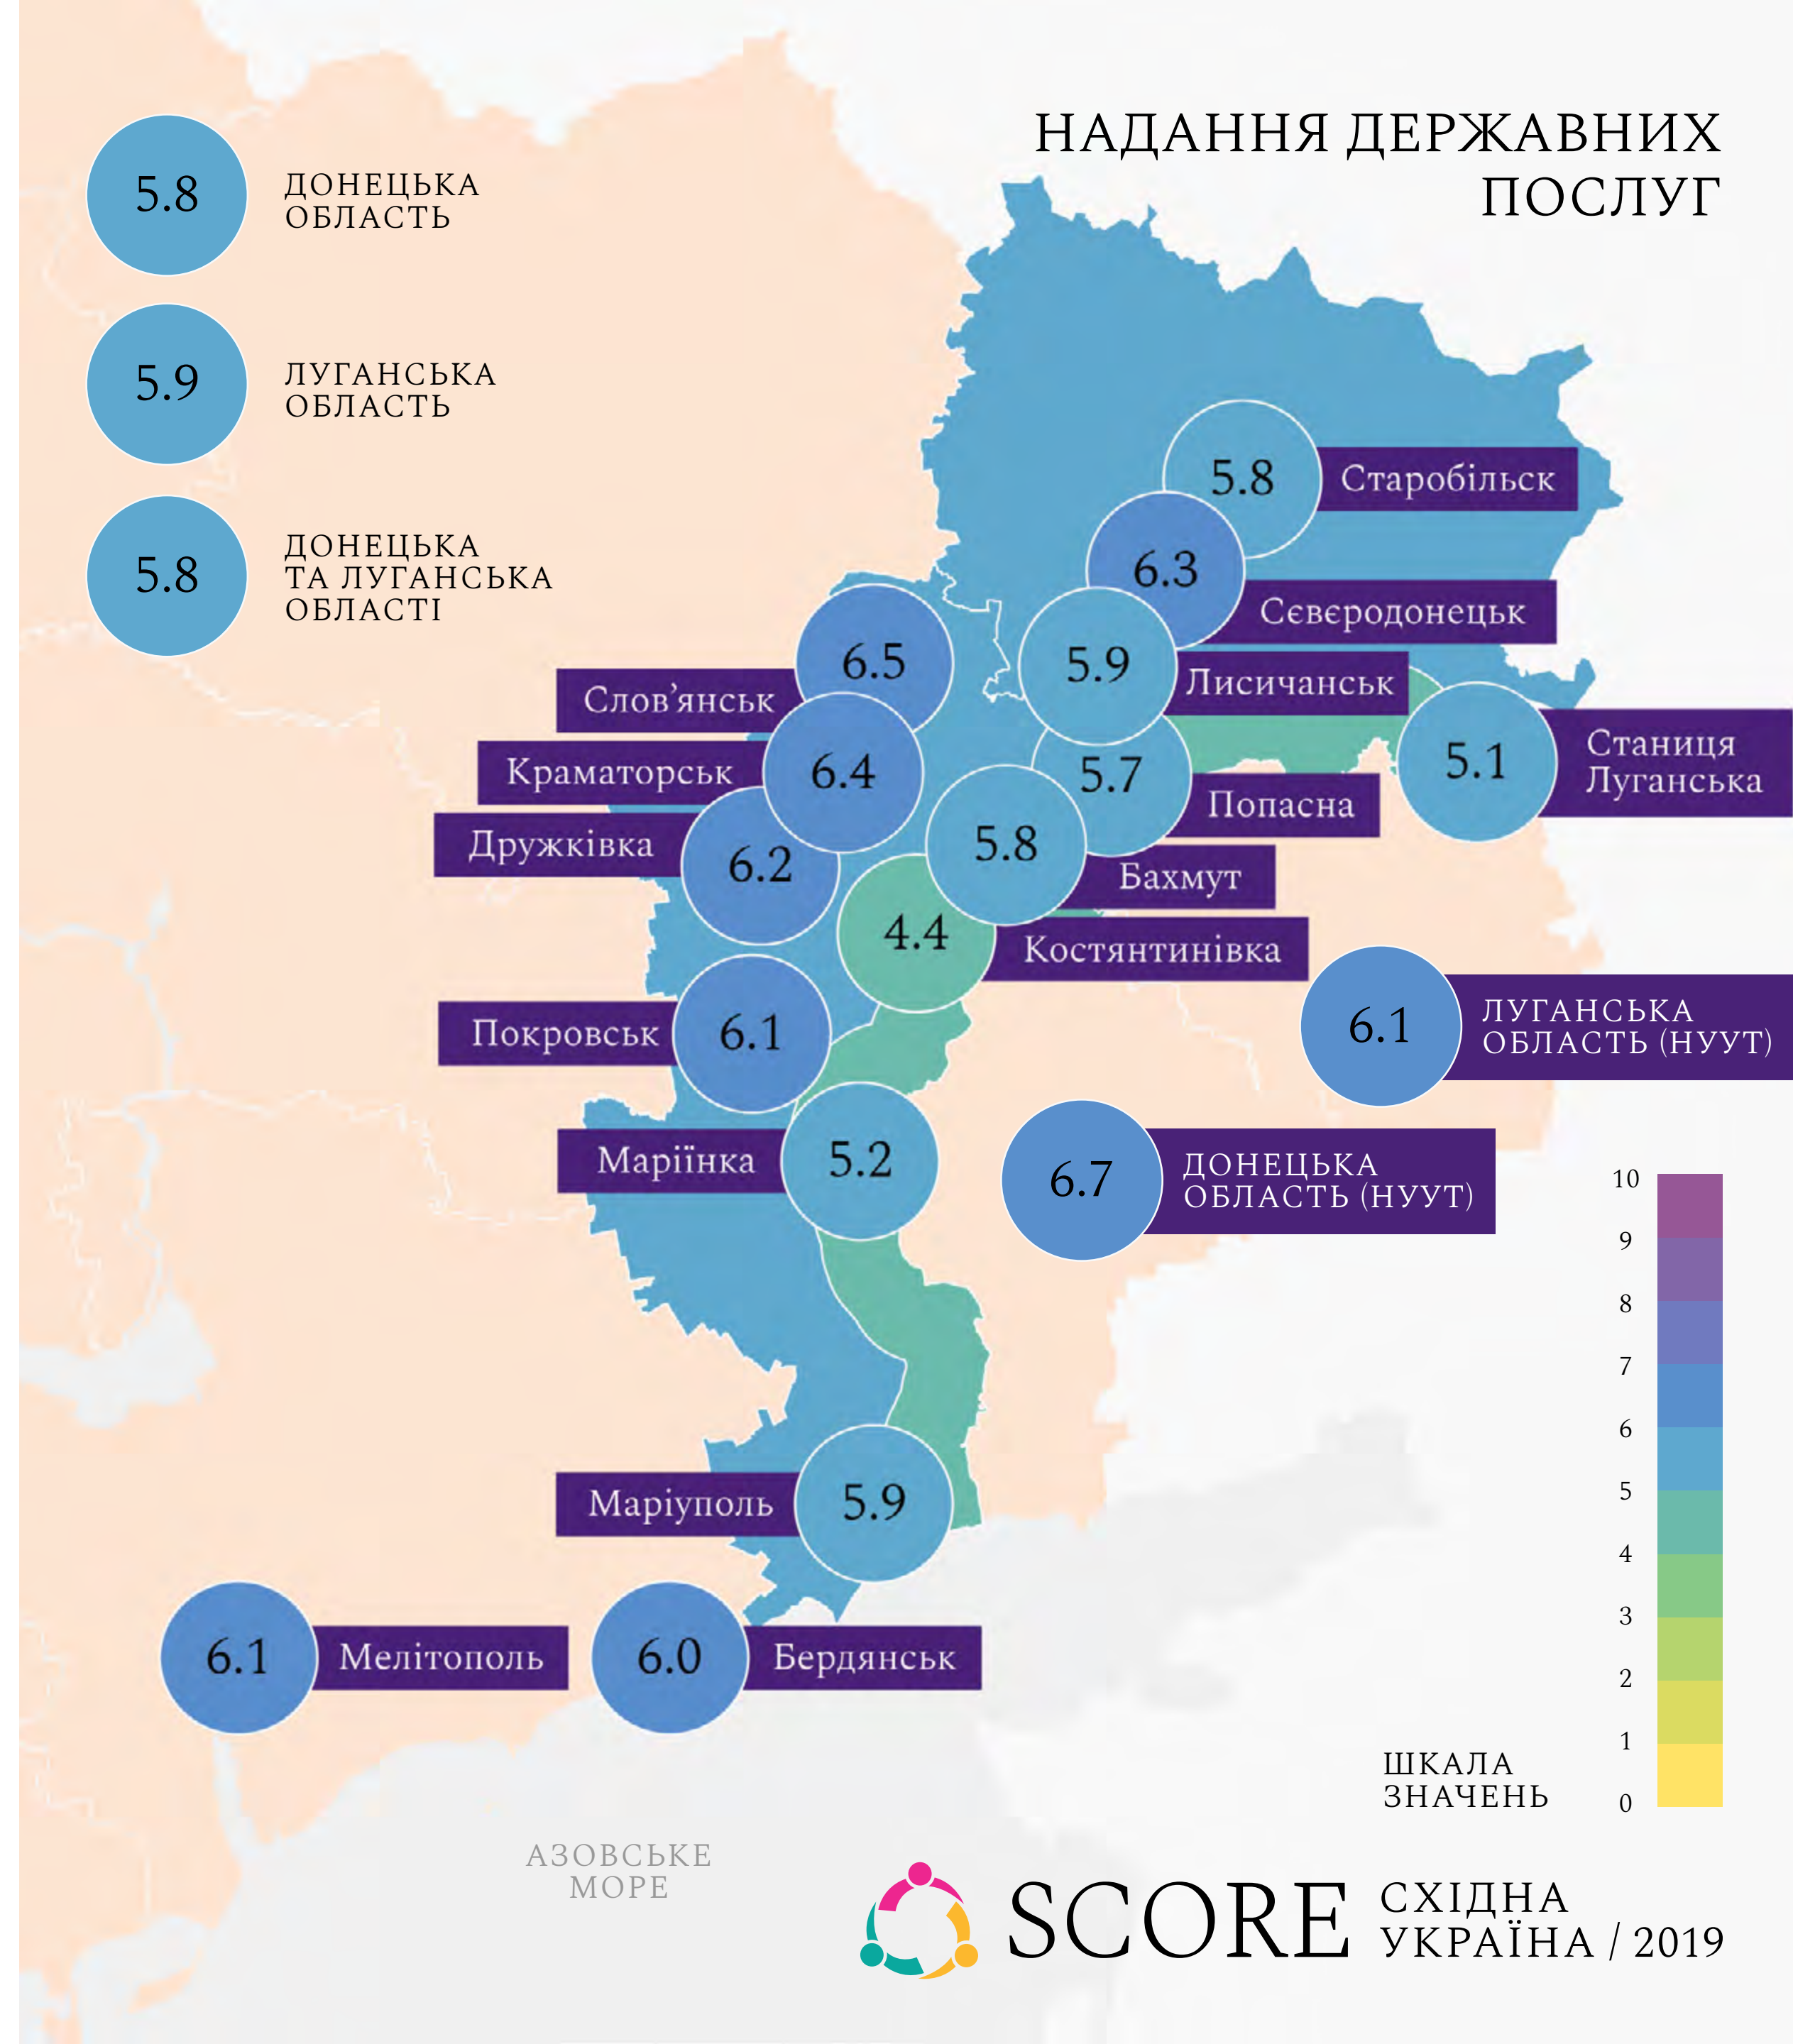 НАДАННЯ ДЕРЖАВНИХ
ПОСЛУГ
5.8
ДОНЕЦЬКА
ОБЛАСТЬ
5.9
ЛУГАНСЬКА
ОБЛАСТЬ
5.8
ДОНЕЦЬКА
ТА ЛУГАНСЬКА
ОБЛАСТІ
5.8
Старобільск
6.3
Сєвєродонецьк
6.5
Слов’янськ
5.9
Лисичанськ
5.1
Станиця
Луганська
6.4
Краматорськ
5.7
Попасна
6.2
Дружківка
5.8
Бахмут
4.4
Костянтинівка
6.1
Покровськ
6.1
ЛУГАНСЬКА
ОБЛАСТЬ (НУУТ)
5.2
Маріїнка
6.7
ДОНЕЦЬКА
ОБЛАСТЬ (НУУТ)
5.9
Маріуполь
6.1
Мелітополь
6.0
Бердянськ
10
9
8
7
6
5
4
3
2
1
0
ШКАЛА
ЗНАЧЕНЬ
АЗОВСЬКЕ
МОРЕ
SCORE
СХІДНА
УКРАЇНА / 2019